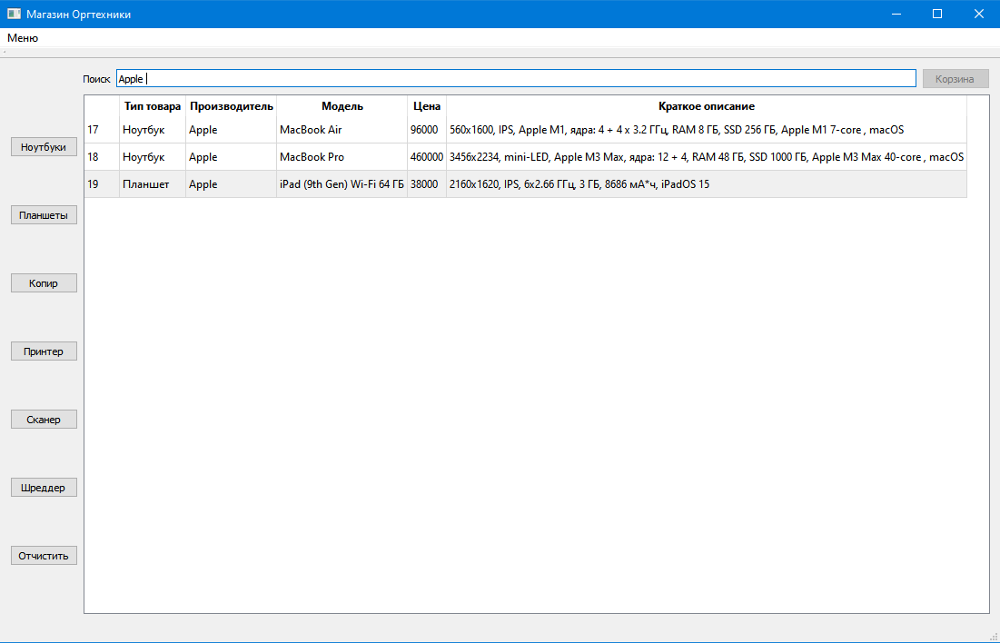 Магазин Оргтехники
Меню
Поиск Apple Корзина
Тип товара Производитель Модель Цена Краткое описание
17 Ноутбук Apple MacBook Air 96000 560x1600, IPS, Apple M1, ядра: 4 + 4 x 3.2 ГГц, RAM 8 ГБ, SSD 256 ГБ, Apple M1 7-core , macOS
18 Ноутбук Apple MacBook Pro 460000 3456x2234, mini-LED, Apple M3 Max, ядра: 12 + 4, RAM 48 ГБ, SSD 1000 ГБ, Apple M3 Max 40-core , macOS
19 Планшет Apple iPad (9th Gen) Wi-Fi 64 ГБ 38000 2160x1620, IPS, 6x2.66 ГГц, 3 ГБ, 8686 мА*ч, iPadOS 15
Ноутбуки
Планшеты
Копир
Принтер
Сканер
Шреддер
Отчистить